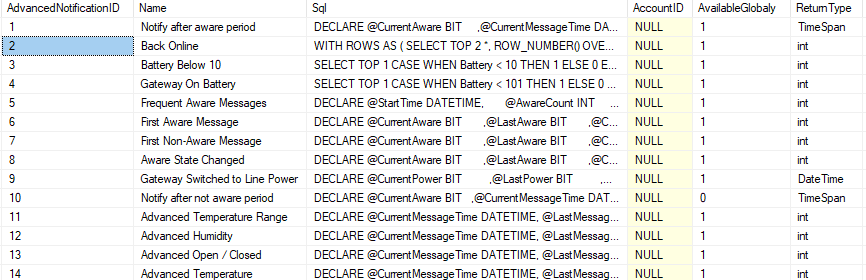 AdvancedNotificationID Name Sql AccountID AvailableGlobaly ReturnType
1 Notify after aware period DECLARE @CurrentAware BIT ,@CurrentMessageTime DA... NULL 1 TimeSpan
2 Back Online WITH ROWS AS ( SELECT TOP 2 *, ROW_NUMBER() OVE... NULL 1 int
3 Battery Below 10 SELECT TOP 1 CASE WHEN Battery < 10 THEN 1 ELSE 0 E... NULL 1 int
4 Gateway On Battery SELECT TOP 1 CASE WHEN Battery < 101 THEN 1 ELSE 0 ... NULL 1 int
5 Frequent Aware Messages DECLARE @StartTime DATETIME, @AwareCount INT ... NULL 1 int
6 First Aware Message DECLARE @CurrentAware BIT ,@LastAware BIT ,@C... NULL 1 int
7 First Non-Aware Message DECLARE @CurrentAware BIT ,@LastAware BIT ,@C... NULL 1 int
8 Aware State Changed DECLARE @CurrentAware BIT ,@LastAware BIT ,@C... NULL 1 int
9 Gateway Switched to Line Power DECLARE @CurrentPower BIT ,@LastPower BIT ,... NULL 1 DateTime
10 Notify after not aware period DECLARE @CurrentAware BIT ,@CurrentMessageTime DAT... NULL 0 TimeSpan
11 Advanced Temperature Range DECLARE @CurrentMessageTime DATETIME, @LastMessag... NULL 1 int
12 Advanced Humidity DECLARE @CurrentMessageTime DATETIME, @LastMessag... NULL 1 int
13 Advanced Open / Closed DECLARE @CurrentMessageTime DATETIME, @LastMessag... NULL 1 int
14 Advanced Temperature DECLARE @CurrentMessageTime DATETIME, @LastMessag... NULL 1 int